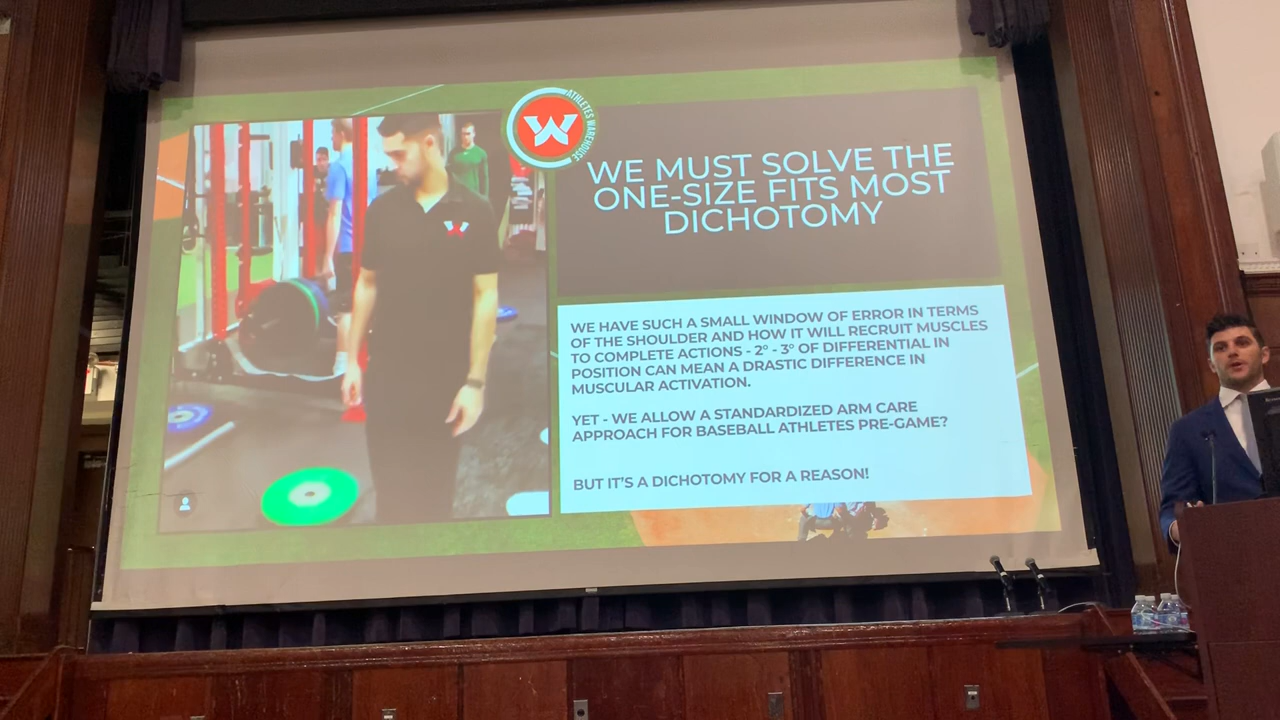 ATHLETES WAREHOUSE
WE MUST SOLVE THE
ONE-SIZE FITS MOST
DICHOTOMY
WE HAVE SUCH A SMALL WINDOW OF ERROR IN TERMS
OF THE SHOULDER AND HOW IT WILL RECRUIT MUSCLES
TO COMPLETE ACTIONS - 2° - 3° OF DIFFERENTIAL IN
POSITION CAN MEAN A DRASTIC DIFFERENCE IN
MUSCULAR ACTIVATION.
YET - WE ALLOW A STANDARDIZED ARM CARE
APPROACH FOR BASEBALL ATHLETES PRE-GAME?
BUT IT'S A DICHOTOMY FOR A REASON!